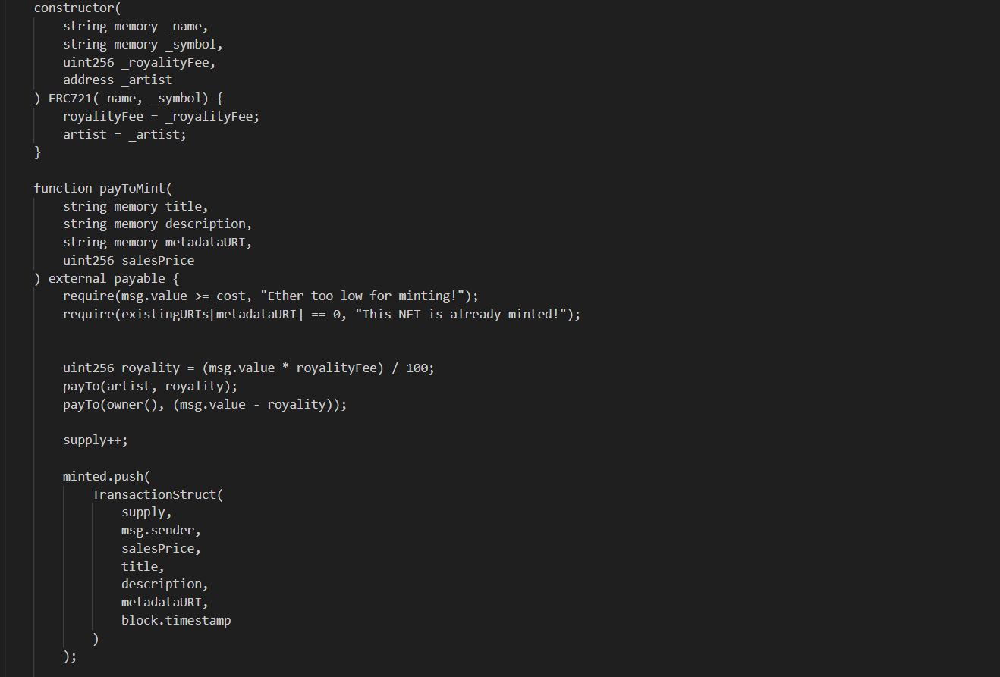 constructor(
string memory _name,
string memory _symbol,
uint256 _royalityFee,
address _artist
) ERC721(_name, _symbol) {
royalityFee = _royalityFee;
artist = _artist;
}
function payToMint(
string memory title,
string memory description,
string memory metadataURI,
uint256 salesPrice
) external payable {
require(msg.value >= cost, "Ether too low for minting!");
require(existingURIs[metadataURI] == 0, "This NFT is already minted!");
uint256 royality = (msg.value * royalityFee) / 100;
payTo(artist, royality);
payTo(owner(), (msg.value - royality));
supply++;
minted.push(
TransactionStruct(
supply,
msg.sender,
salesPrice,
title,
description,
metadataURI,
block.timestamp
)
);